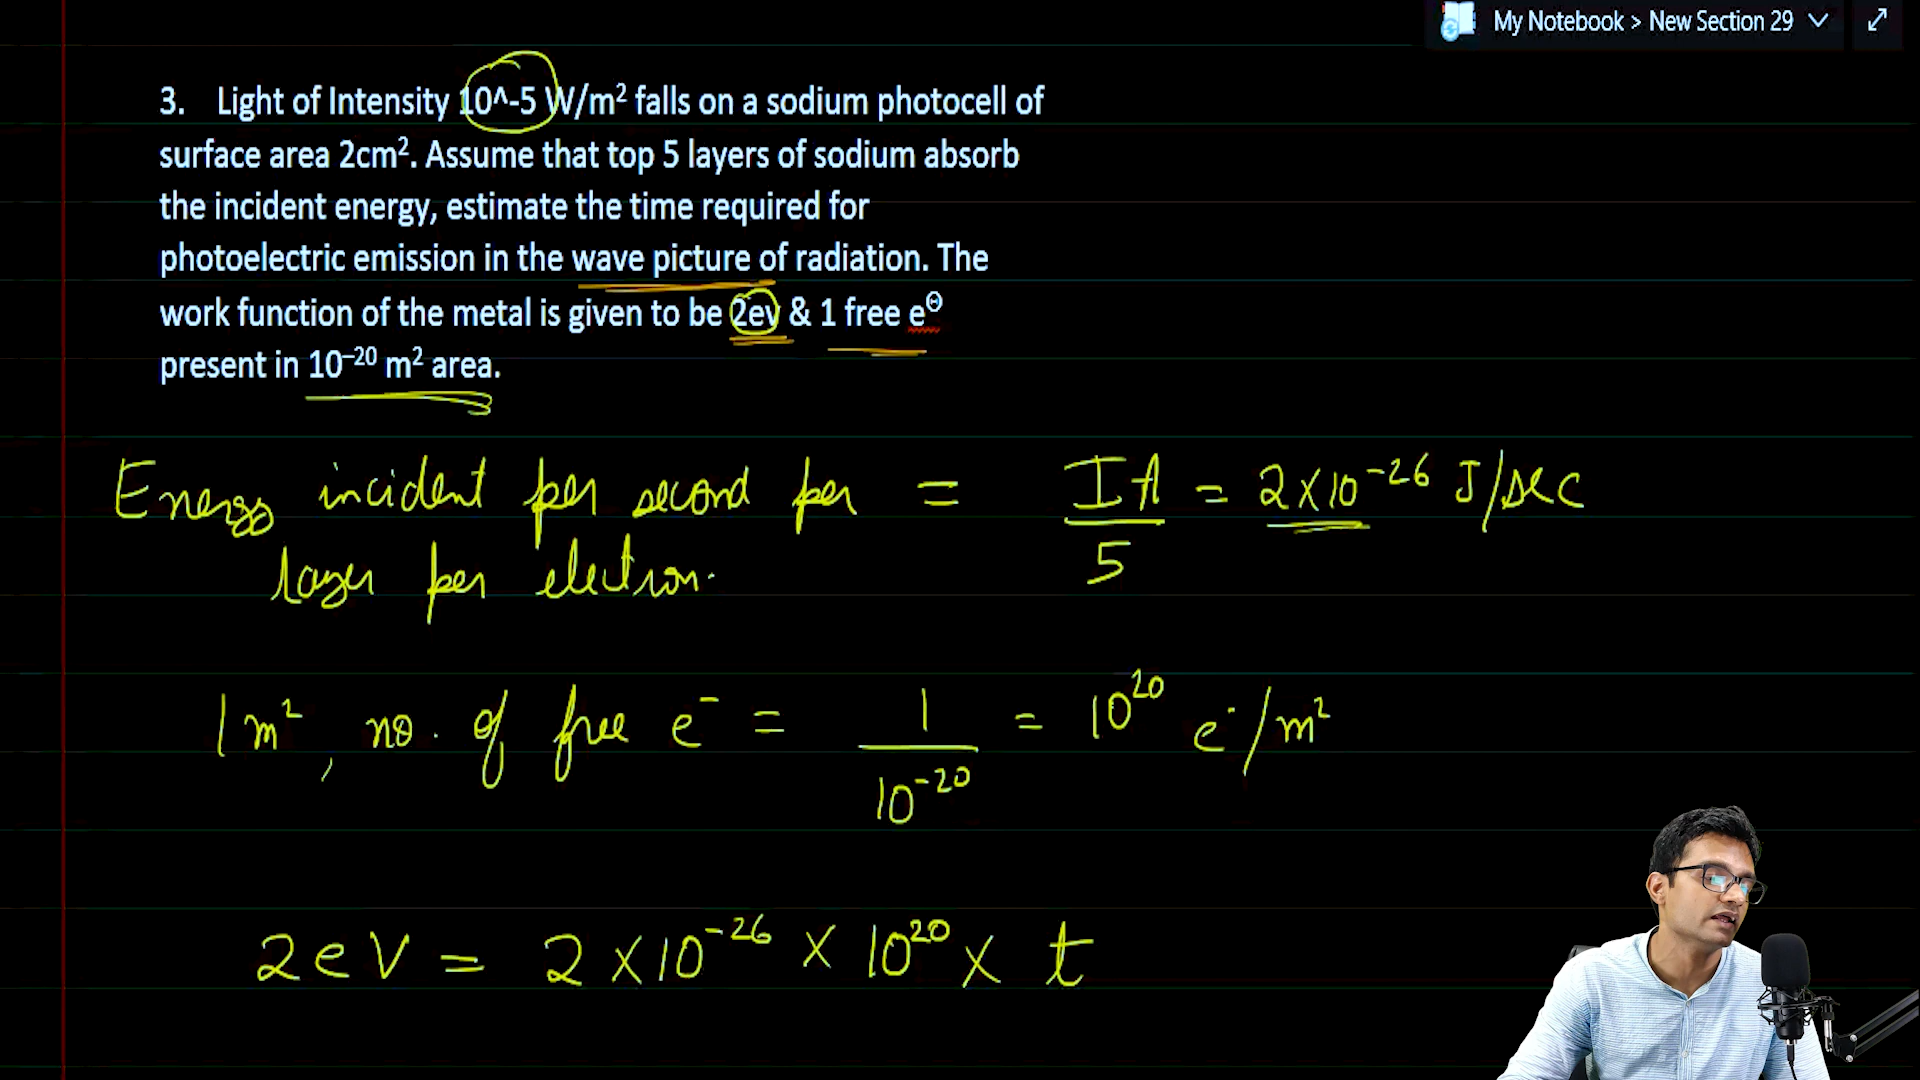 My Notebook > New Section 29
3. Light of Intensity 10^-5 W/m² falls on a sodium photocell of
surface area 2cm². Assume that top 5 layers of sodium absorb
the incident energy, estimate the time required for
photoelectric emission in the wave picture of radiation. The
work function of the metal is given to be 2ev & 1 free e⊖
present in 10⁻²⁰ m² area.
Energy incident per second per = IA/5 = 2×10⁻²⁶ J/sec
layer per electron.
1 m², no. of free e⁻ = 1/10⁻²⁰ = 10²⁰ e⁻/m²
2eV = 2 × 10⁻²⁶ × 10²⁰ × t